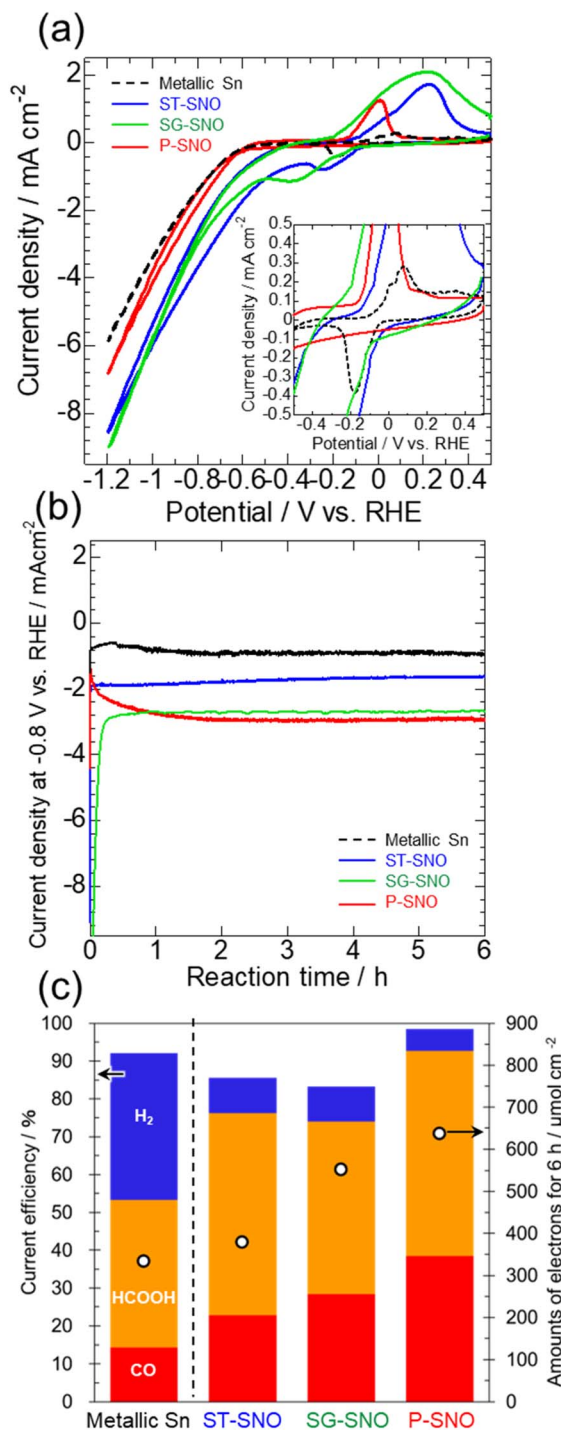 (a)
2
0
-2
-4
-6
-8
Current density / mA cm⁻²
Metallic Sn
ST-SNO
SG-SNO
P-SNO
0.5
0.4
0.3
0.2
0.1
0
-0.1
-0.2
-0.3
-0.4
-0.5
Current density / mA cm⁻²
-0.4 -0.2 0 0.2 0.4
Potential / V vs. RHE
-1.2 -1 -0.8 -0.6 -0.4 -0.2 0 0.2 0.4
Potential / V vs. RHE
(b)
2
0
-2
-4
-6
-8
Current density at -0.8 V vs. RHE / mAcm⁻²
Metallic Sn
ST-SNO
SG-SNO
P-SNO
0 1 2 3 4 5 6
Reaction time / h
(c)
100
90
80
70
60
50
40
30
20
10
0
Current efficiency / %
H₂
HCOOH
CO
900
800
700
600
500
400
300
200
100
0
Amounts of electrons for 6 h / umol cm⁻²
Metallic Sn ST-SNO SG-SNO P-SNO